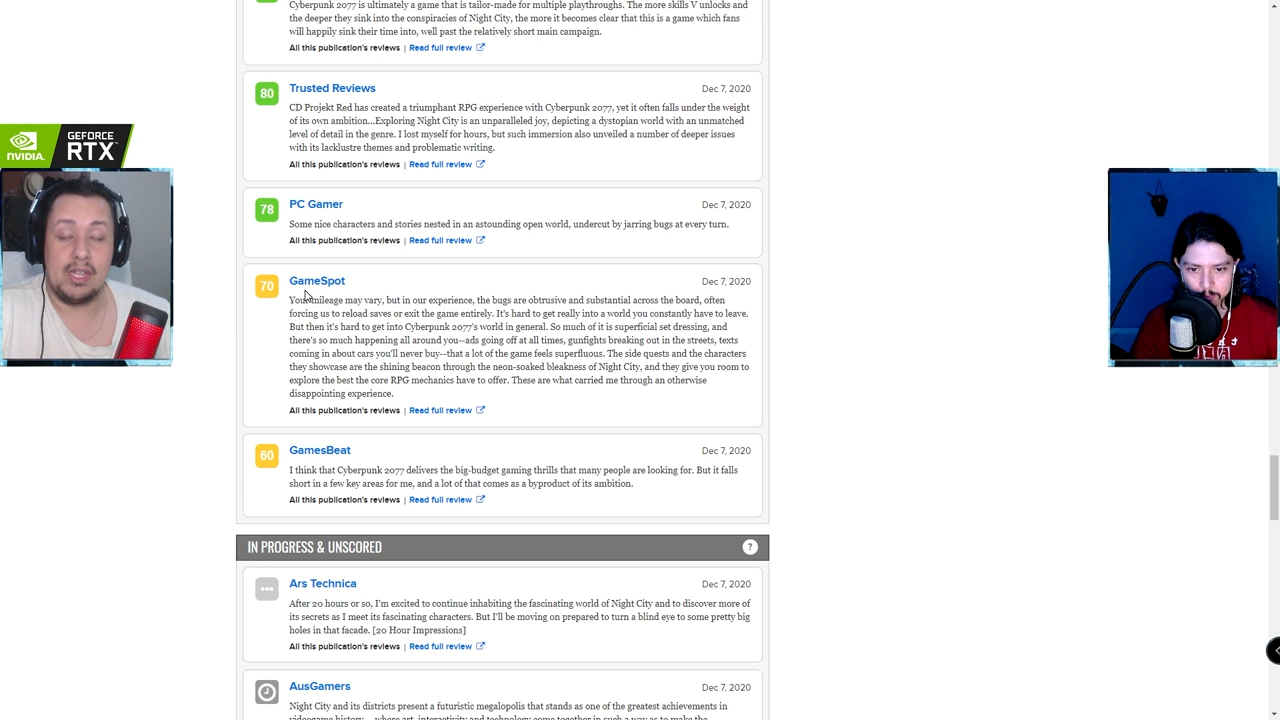 Cyberpunk 2077 is ultimately a game that is tailor-made for multiple playthroughs. The more skills V unlocks and
the deeper they sink into the conspiracies of Night City, the more it becomes clear that this is a game which fans
will happily sink their time into, well past the relatively short main campaign.
All this publication's reviews | Read full review
80 Trusted Reviews Dec 7, 2020
CD Projekt Red has created a triumphant RPG experience with Cyberpunk 2077, yet it often falls under the weight
of its own ambition...Exploring Night City is an unparalleled joy, depicting a dystopian world with an unmatched
level of detail in the genre. I lost myself for hours, but such immersion also unveiled a number of deeper issues
with its lacklustre themes and problematic writing.
All this publication's reviews | Read full review
NVIDIA.
GEFORCE
RTX™
78 PC Gamer Dec 7, 2020
Some nice characters and stories nested in an astounding open world, undercut by jarring bugs at every turn.
All this publication's reviews | Read full review
70 GameSpot Dec 7, 2020
Your mileage may vary, but in our experience, the bugs are obtrusive and substantial across the board, often
forcing us to reload saves or exit the game entirely. It's hard to get really into a world you constantly have to leave.
But then it's hard to get into Cyberpunk 2077's world in general. So much of it is superficial set dressing, and
there's so much happening all around you--ads going off at all times, gunfights breaking out in the streets, texts
coming in about cars you'll never buy--that a lot of the game feels superfluous. The side quests and the characters
they showcase are the shining beacon through the neon-soaked bleakness of Night City, and they give you room to
explore the best the core RPG mechanics have to offer. These are what carried me through an otherwise
disappointing experience.
All this publication's reviews | Read full review
60 GamesBeat Dec 7, 2020
I think that Cyberpunk 2077 delivers the big-budget gaming thrills that many people are looking for. But it falls
short in a few key areas for me, and a lot of that comes as a byproduct of its ambition.
All this publication's reviews | Read full review
IN PROGRESS & UNSCORED ?
Ars Technica Dec 7, 2020
After 20 hours or so, I'm excited to continue inhabiting the fascinating world of Night City and to discover more of
its secrets as I meet its fascinating characters. But I'll be moving on prepared to turn a blind eye to some pretty big
holes in that facade. [20 Hour Impressions]
All this publication's reviews | Read full review
AusGamers Dec 7, 2020
Night City and its districts present a futuristic megalopolis that stands as one of the greatest achievements in
videogame history... where art, interactivity and technology come together in such a way as to make the